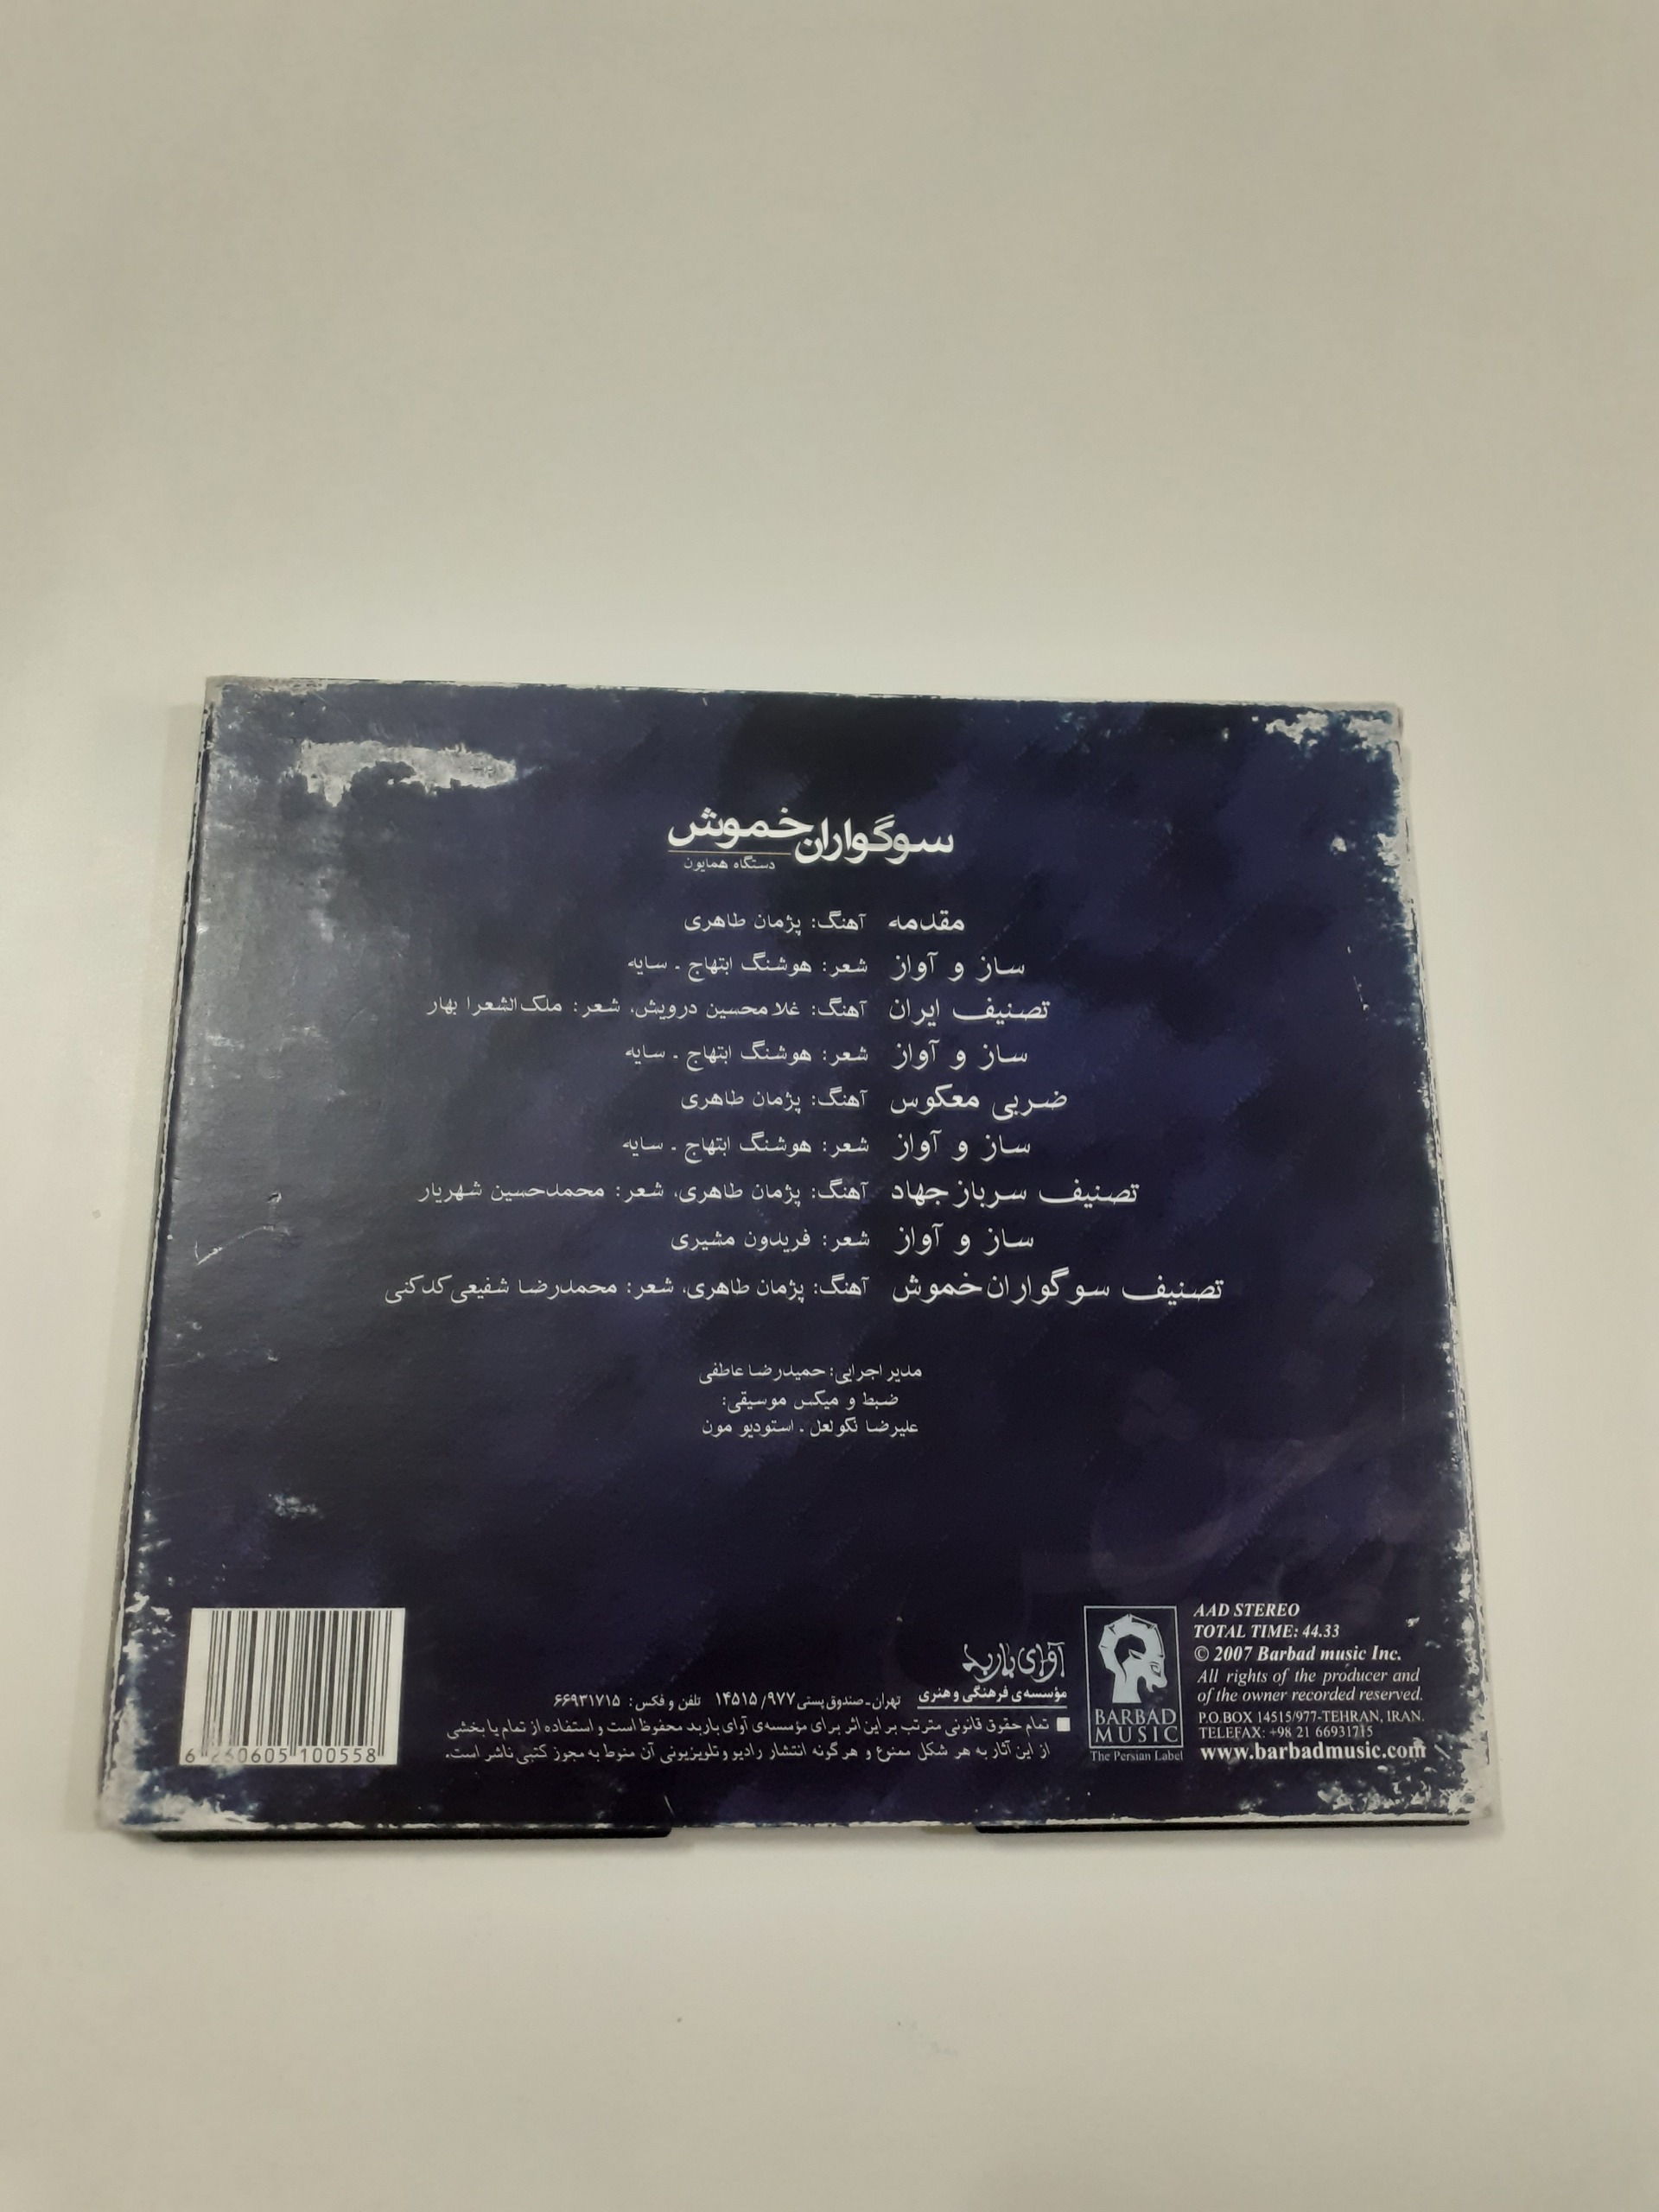 سوگواران خموش
دستگاه همایون
مقدمه آهنگ: پژمان طاهری
ساز و آواز شعر: هوشنگ ابتهاج ـ سایه
تصنیف ایران آهنگ: غلامحسین درویش، شعر: ملک‌الشعرا بهار
ساز و آواز شعر: هوشنگ ابتهاج ـ سایه
ضربی معکوس آهنگ: پژمان طاهری
ساز و آواز شعر: هوشنگ ابتهاج ـ سایه
تصنیف سرباز جهاد آهنگ: پژمان طاهری، شعر: محمدحسین شهریار
ساز و آواز شعر: فریدون مشیری
تصنیف سوگواران خموش آهنگ: پژمان طاهری، شعر: محمدرضا شفیعی کدکنی
مدیر اجرایی: حمیدرضا عاطفی
ضبط و میکس موسیقی:
علیرضا نکولعل ـ استودیو مون
AAD STEREO
TOTAL TIME: 44.33
© 2007 Barbad music Inc.
All rights of the producer and
of the owner recorded reserved.
P.O.BOX 14515/977-TEHRAN, IRAN.
TELEFAX: +98 21 66931715
www.barbadmusic.com
BARBAD
MUSIC
The Persian Label
آوای باربد
مؤسسه‌ی فرهنگی و هنری
تهران ـ صندوق پستی ۱۴۵۱۵/۹۷۷ تلفن و فکس: ۶۶۹۳۱۷۱۵
■ تمام حقوق قانونی مترتب بر این اثر برای مؤسسه‌ی آوای باربد محفوظ است و استفاده از تمام یا بخشی
از این آثار به هر شکل ممنوع و هرگونه انتشار رادیو و تلویزیونی آن منوط به مجوز کتبی ناشر است.
6 260605 100558